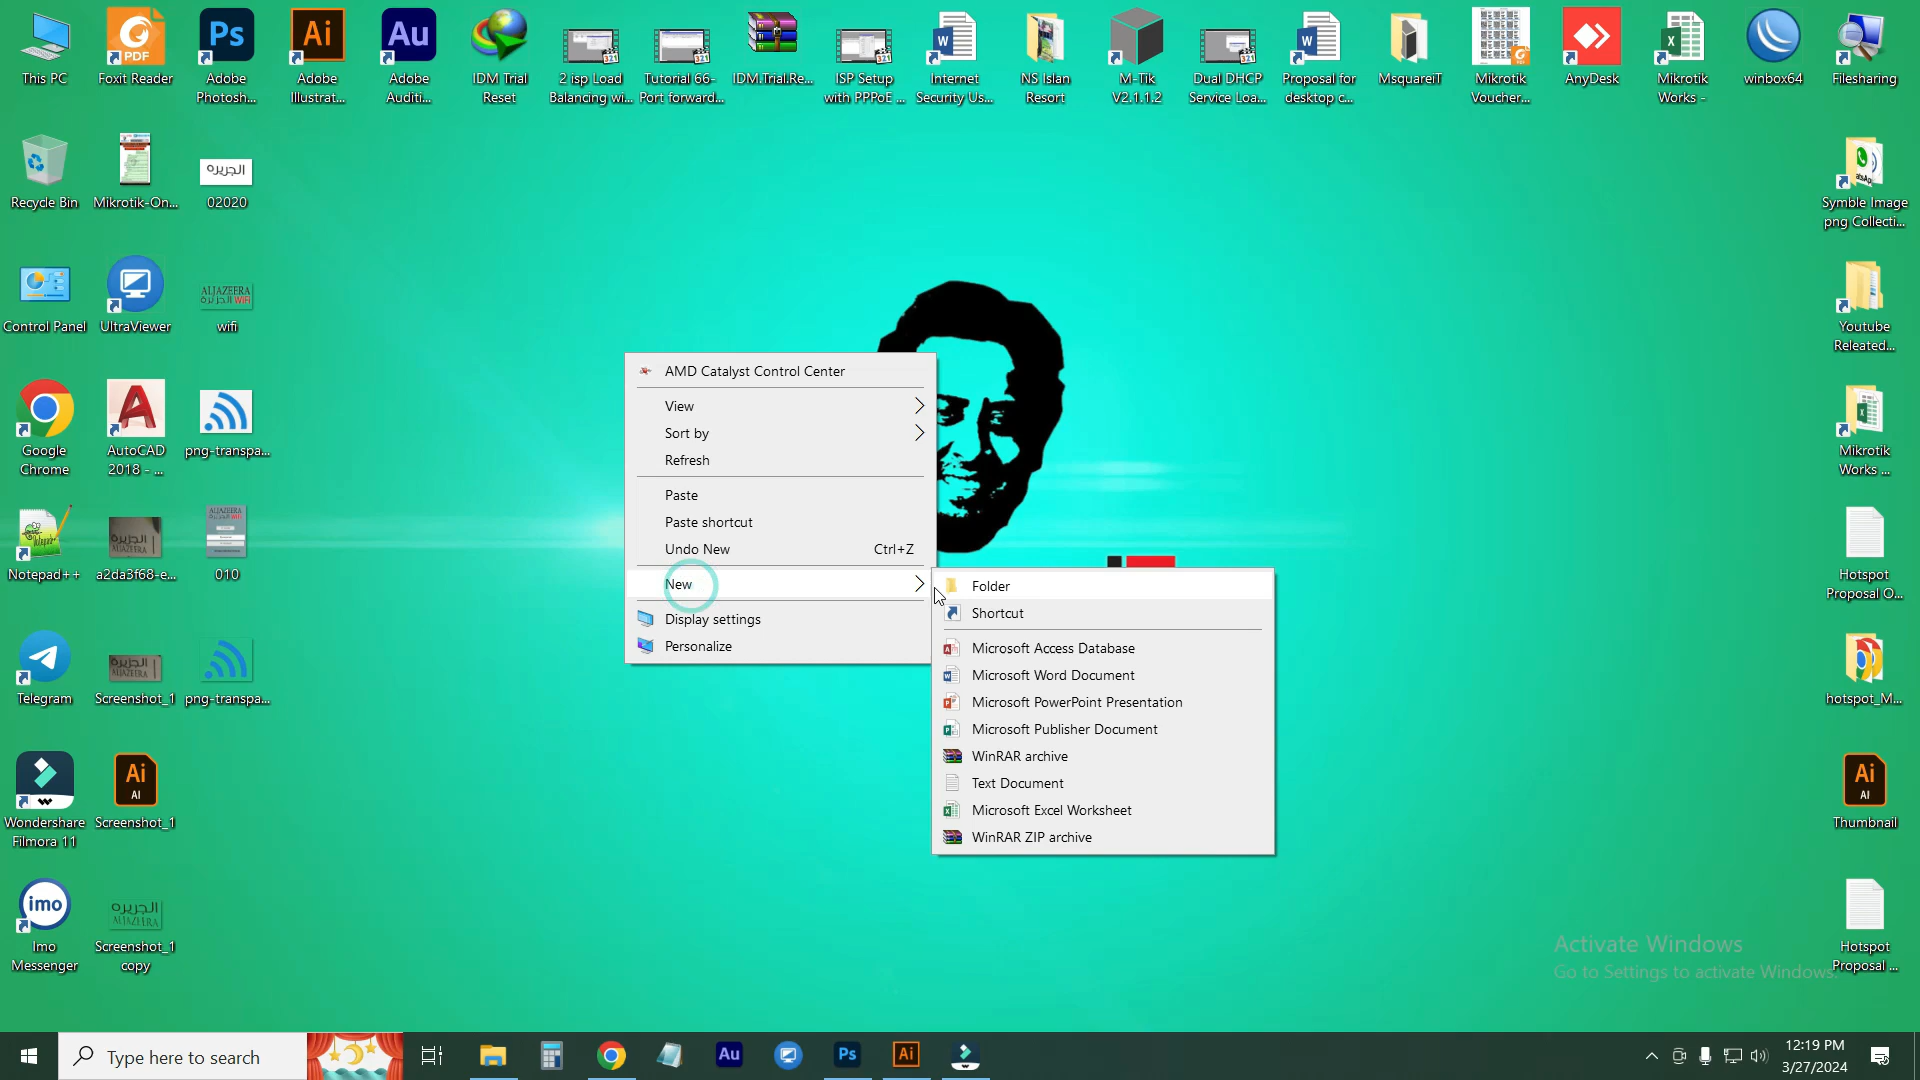 This PC
Foxit Reader
Adobe
Photosh...
Adobe
Illustrat...
Adobe
Auditi...
IDM Trial
Reset
2 isp Load
Balancing wi...
Tutorial 66-
Port forward...
IDM.Trial.Re...
ISP Setup
with PPPoE ...
Internet
Security Us...
NS Islan
Resort
M-Tik
V2.1.1.2
Dual DHCP
Service Loa...
Proposal for
desktop c...
MsquareiT
Mikrotik
Voucher...
AnyDesk
Mikrotik
Works -
winbox64
Filesharing
Recycle Bin
Mikrotik-On...
الجزيره
02020
Symble Image
png Collecti...
Control Panel
UltraViewer
wifi
Youtube
Releated...
Google
Chrome
AutoCAD
2018 - ...
png-transpa...
Mikrotik
Works ...
Notepad++
a2da3f68-e...
010
Hotspot
Proposal O...
Telegram
Screenshot_1
png-transpa...
hotspot_M...
Wondershare
Filmora 11
Screenshot_1
Thumbnail
Imo
Messenger
Screenshot_1
copy
Hotspot
Proposal ...
AMD Catalyst Control Center
View
Sort by
Refresh
Paste
Paste shortcut
Undo New Ctrl+Z
New
Display settings
Personalize
Folder
Shortcut
Microsoft Access Database
Microsoft Word Document
Microsoft PowerPoint Presentation
Microsoft Publisher Document
WinRAR archive
Text Document
Microsoft Excel Worksheet
WinRAR ZIP archive
Activate Windows
Go to Settings to activate Windows.
Type here to search
12:19 PM
3/27/2024